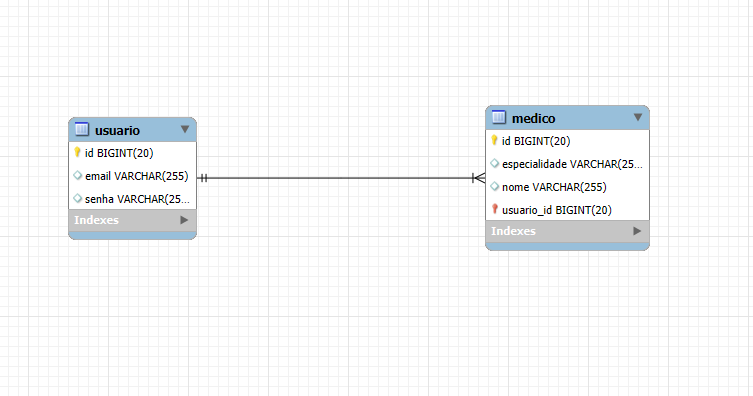 usuario
id BIGINT(20)
email VARCHAR(255)
senha VARCHAR(25...
Indexes
medico
id BIGINT(20)
especialidade VARCHAR(25...
nome VARCHAR(255)
usuario_id BIGINT(20)
Indexes